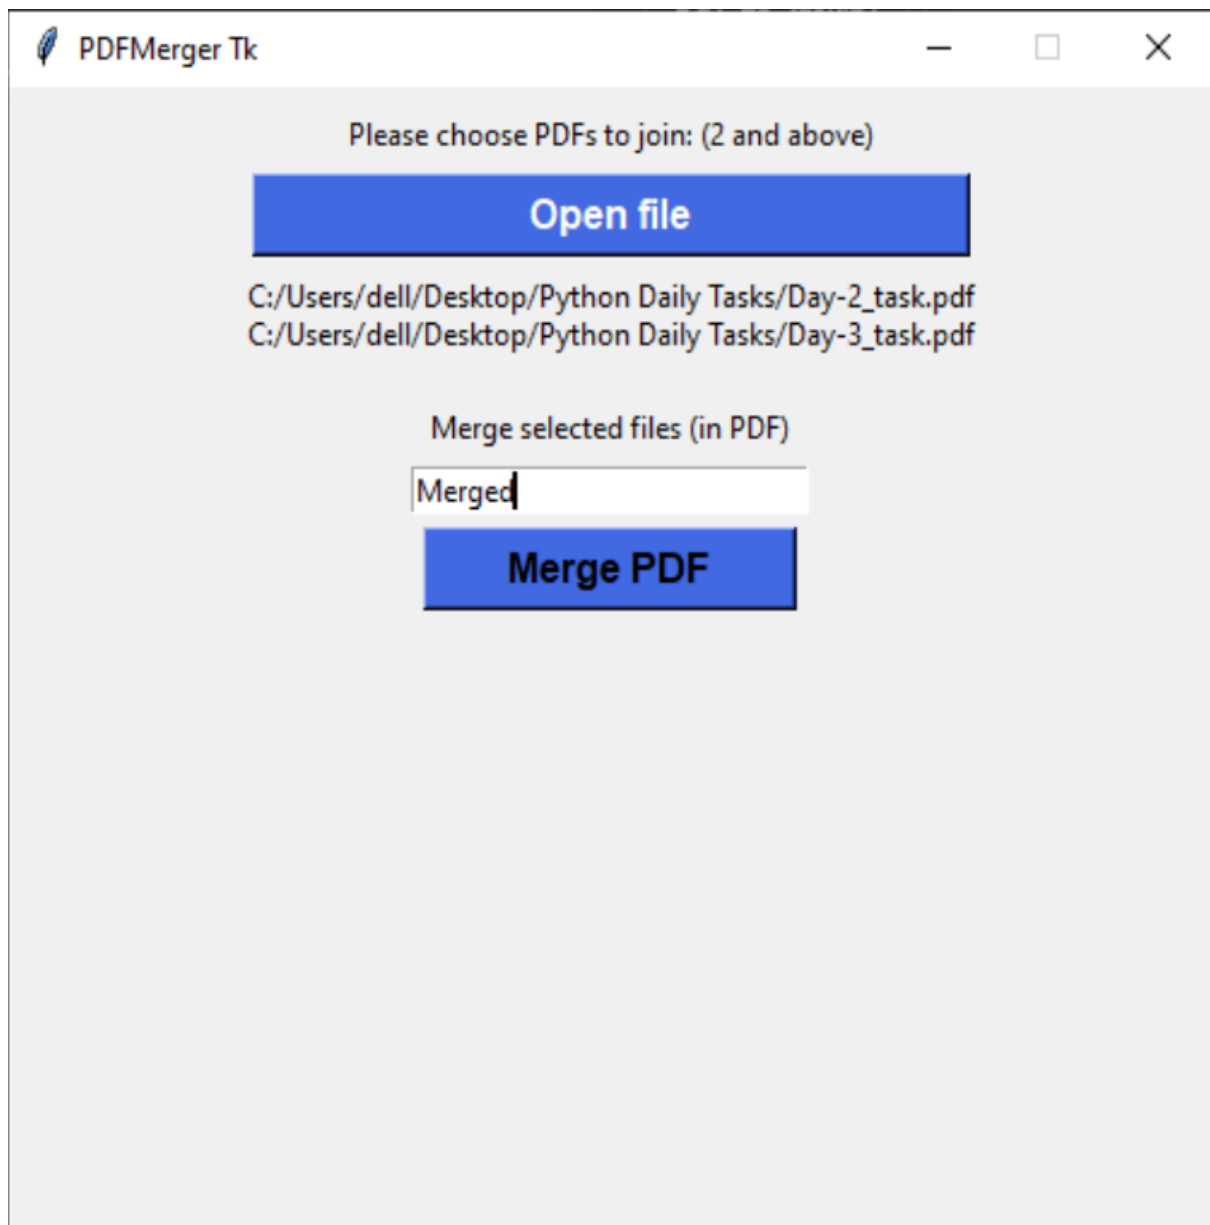 PDFMerger Tk
Please choose PDFs to join: (2 and above)
Open file
C:/Users/dell/Desktop/Python Daily Tasks/Day-2_task.pdf
C:/Users/dell/Desktop/Python Daily Tasks/Day-3_task.pdf
Merge selected files (in PDF)
Merged
Merge PDF